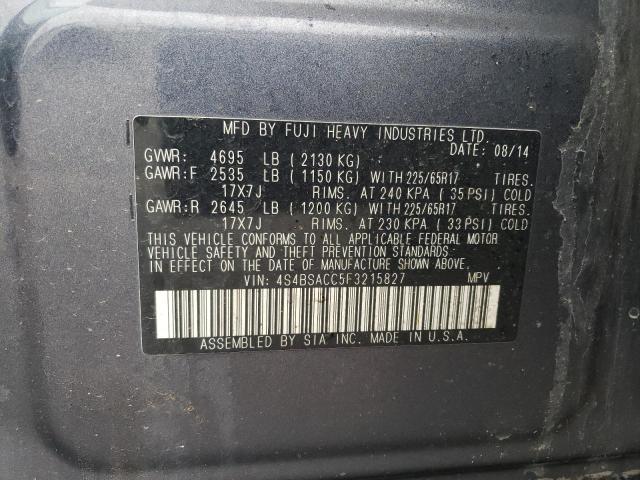 MFD BY FUJI HEAVY INDUSTRIES LTD.
DATE: 08/14
GVWR: 4695 LB (2130 KG)
GAWR:F 2535 LB (1150 KG) WITH 225/65R17 TIRES.
17X7J RIMS. AT 240 KPA (35 PSI) COLD
GAWR:R 2645 LB (1200 KG) WITH 225/65R17 TIRES.
17X7J RIMS. AT 230 KPA (33 PSI) COLD
THIS VEHICLE CONFORMS TO ALL APPLICABLE FEDERAL MOTOR
VEHICLE SAFETY AND THEFT PREVENTION STANDARDS
IN EFFECT ON THE DATE OF MANUFACTURE SHOWN ABOVE.
VIN: 4S4BSACC5F3215827 MPV
ASSEMBLED BY SIA INC. MADE IN U.S.A.